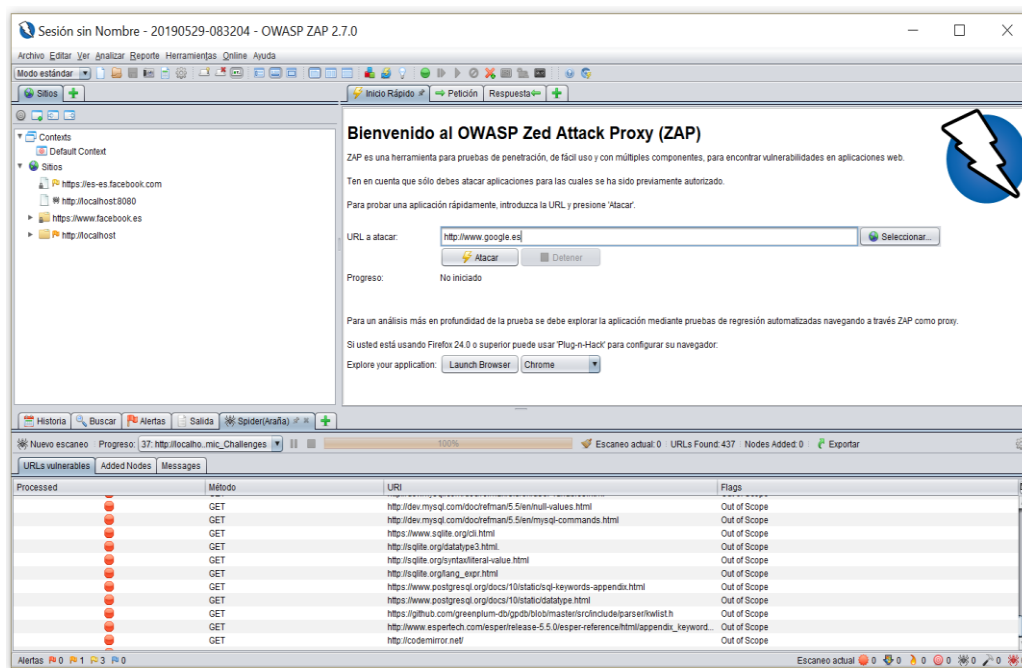 Sesión sin Nombre - 20190529-083204 - OWASP ZAP 2.7.0
Archivo Editar Ver Analizar Reporte Herramientas Online Ayuda
Modo estándar
Sitios
Inicio Rápido Petición Respuesta
Contexts
Default Context
Sitios
https://es-es.facebook.com
http://localhost:8080
https://www.facebook.es
http://localhost
Bienvenido al OWASP Zed Attack Proxy (ZAP)
ZAP es una herramienta para pruebas de penetración, de fácil uso y con múltiples componentes, para encontrar vulnerabilidades en aplicaciones web.
Ten en cuenta que sólo debes atacar aplicaciones para las cuales se ha sido previamente autorizado.
Para probar una aplicación rápidamente, introduzca la URL y presione 'Atacar'.
URL a atacar: http://www.google.es Seleccionar...
Atacar Detener
Progreso: No iniciado
Para un análisis más en profundidad de la prueba se debe explorar la aplicación mediante pruebas de regresión automatizadas navegando a través ZAP como proxy.
Si usted está usando Firefox 24.0 o superior puede usar 'Plug-n-Hack' para configurar su navegador:
Explore your application: Launch Browser Chrome
Historia Buscar Alertas Salida Spider(Araña)
Nuevo escaneo Progreso: 37: http://localho..mic_Challenges 100% Escaneo actual: 0 URLs Found: 437 Nodes Added: 0 Exportar
URLs vulnerables Added Nodes Messages
Processed Método URI Flags
GET http://dev.mysql.com/doc/refman/5.5/en/null-values.html Out of Scope
GET http://dev.mysql.com/doc/refman/5.5/en/mysql-commands.html Out of Scope
GET https://www.sqlite.org/cli.html Out of Scope
GET http://sqlite.org/datatype3.html. Out of Scope
GET http://sqlite.org/syntax/literal-value.html Out of Scope
GET http://sqlite.org/lang_expr.html Out of Scope
GET https://www.postgresql.org/docs/10/static/sql-keywords-appendix.html Out of Scope
GET https://www.postgresql.org/docs/10/static/datatype.html Out of Scope
GET https://github.com/greenplum-db/gpdb/blob/master/src/include/parser/kwlist.h Out of Scope
GET http://www.espertech.com/esper/release-5.5.0/esper-reference/html/appendix_keyword... Out of Scope
GET http://codemirror.net/ Out of Scope
Alertas 0 1 3 0 Escaneo actual 0 0 0 0 0 0